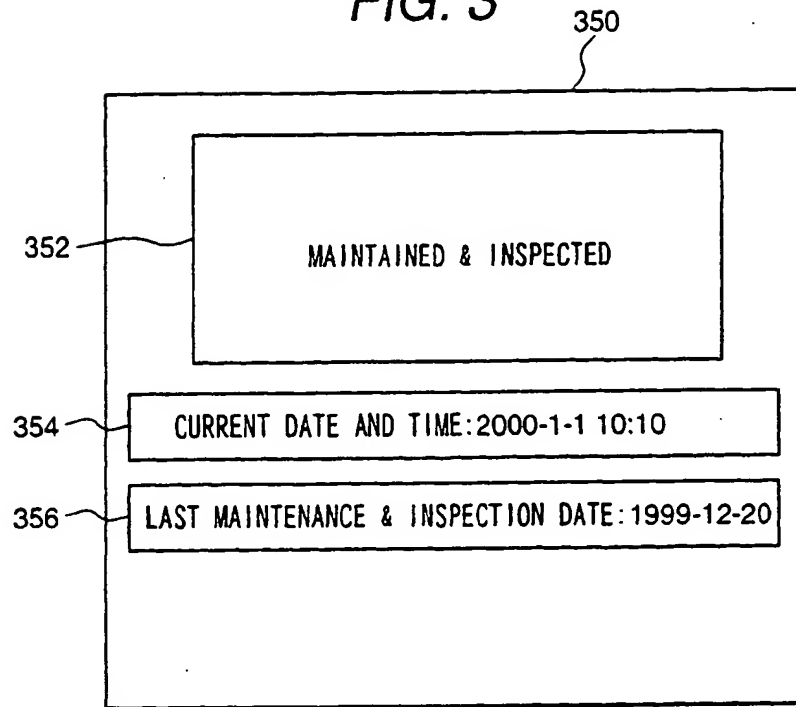 FIG. 3
350
352
MAINTAINED & INSPECTED
354
CURRENT DATE AND TIME:2000-1-1 10:10
356
LAST MAINTENANCE & INSPECTION DATE:1999-12-20